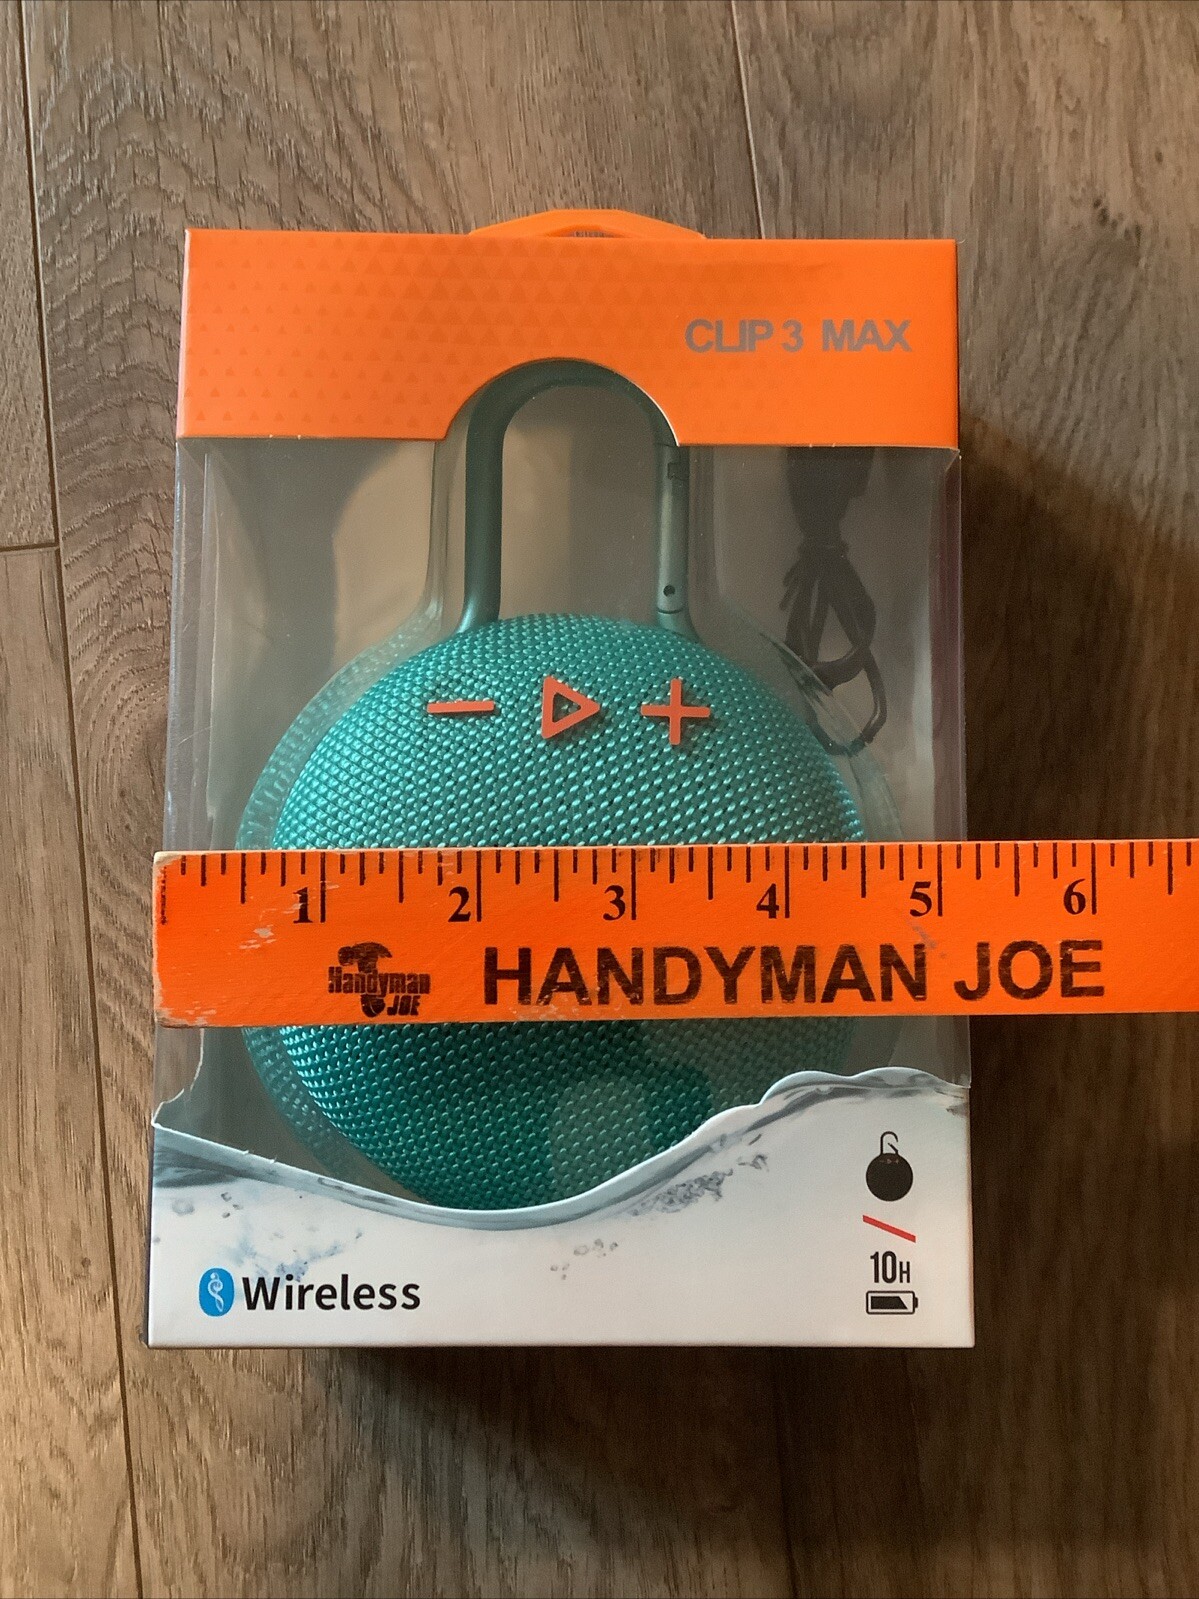 CLIP 3 MAX
1 2 3 4 5 6
Handyman
JOE
HANDYMAN JOE
Wireless
10H